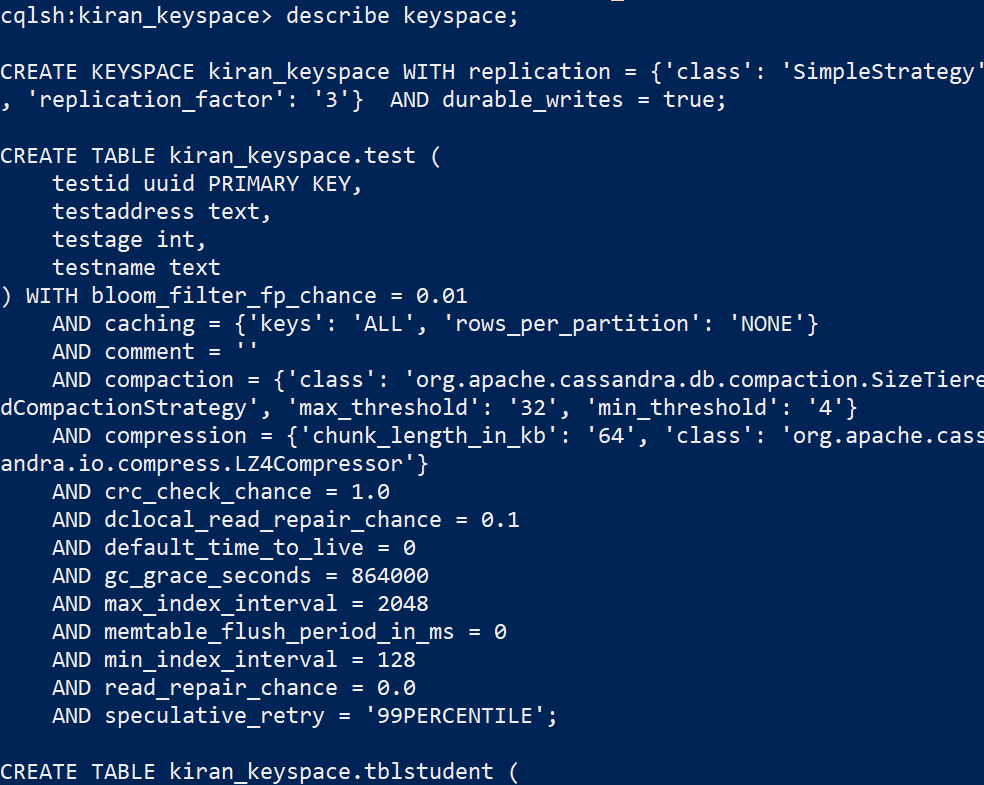 cqlsh:kiran_keyspace> describe keyspace;
CREATE KEYSPACE kiran_keyspace WITH replication = {'class': 'SimpleStrategy'
, 'replication_factor': '3'}  AND durable_writes = true;
CREATE TABLE kiran_keyspace.test (
    testid uuid PRIMARY KEY,
    testaddress text,
    testage int,
    testname text
) WITH bloom_filter_fp_chance = 0.01
    AND caching = {'keys': 'ALL', 'rows_per_partition': 'NONE'}
    AND comment = ''
    AND compaction = {'class': 'org.apache.cassandra.db.compaction.SizeTiere
dCompactionStrategy', 'max_threshold': '32', 'min_threshold': '4'}
    AND compression = {'chunk_length_in_kb': '64', 'class': 'org.apache.cass
andra.io.compress.LZ4Compressor'}
    AND crc_check_chance = 1.0
    AND dclocal_read_repair_chance = 0.1
    AND default_time_to_live = 0
    AND gc_grace_seconds = 864000
    AND max_index_interval = 2048
    AND memtable_flush_period_in_ms = 0
    AND min_index_interval = 128
    AND read_repair_chance = 0.0
    AND speculative_retry = '99PERCENTILE';
CREATE TABLE kiran_keyspace.tblstudent (